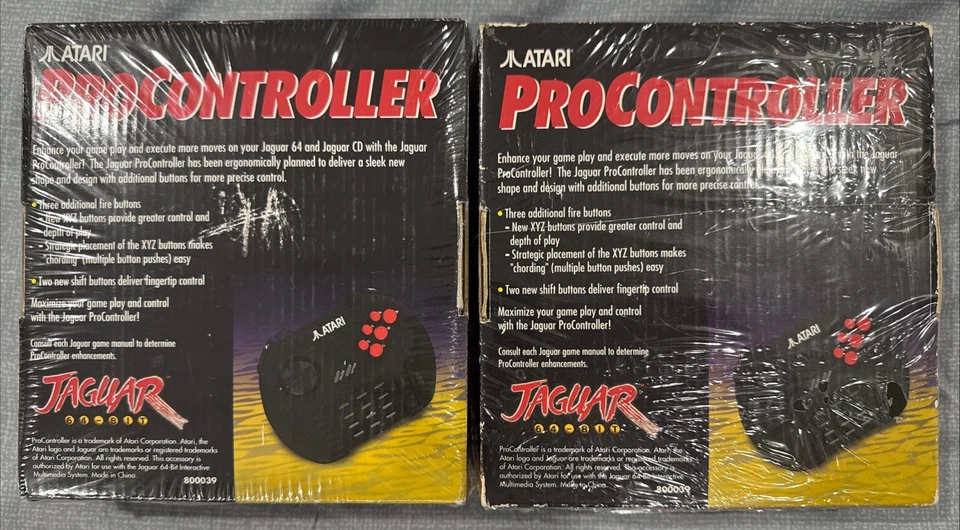 ATARI
PROCONTROLLER
Enhance your game play and execute more moves on your Jaguar 64 and Jaguar CD with the Jaguar
ProController! The Jaguar ProController has been ergonomically planned to deliver a sleek new
shape and design with additional buttons for more precise control.
• Three additional fire buttons
– New XYZ buttons provide greater control and
depth of play
– Strategic placement of the XYZ buttons makes
"chording" (multiple button pushes) easy
• Two new shift buttons deliver fingertip control
Maximize your game play and control
with the Jaguar ProController!
Consult each Jaguar game manual to determine
ProController enhancements.
ATARI
JAGUAR™
64-BIT
ProController is a trademark of Atari Corporation. Atari, the
Atari logo and Jaguar are trademarks or registered trademarks
of Atari Corporation. All rights reserved. This accessory is
authorized by Atari for use with the Jaguar 64-Bit Interactive
Multimedia System. Made in China.
800039
ATARI
PROCONTROLLER
Enhance your game play and execute more moves on your Jaguar
ProController! The Jaguar ProController has been ergonomically a sleek new
shape and design with additional buttons for more precise control.
• Three additional fire buttons
– New XYZ buttons provide greater control and
depth of play
– Strategic placement of the XYZ buttons makes
"chording" (multiple button pushes) easy
• Two new shift buttons deliver fingertip control
Maximize your game play and control
with the Jaguar ProController!
Consult each Jaguar game manual to determine
ProController enhancements.
ATARI
JAGUAR™
64-BIT
ProController is a trademark of Atari Corporation. Atari, the
Atari logo and Jaguar are trademarks or registered trademarks
of Atari Corporation. All rights reserved. This accessory is
authorized by Atari for use with the Jaguar 64-Bit Interactive
Multimedia System. Made in China.
800039